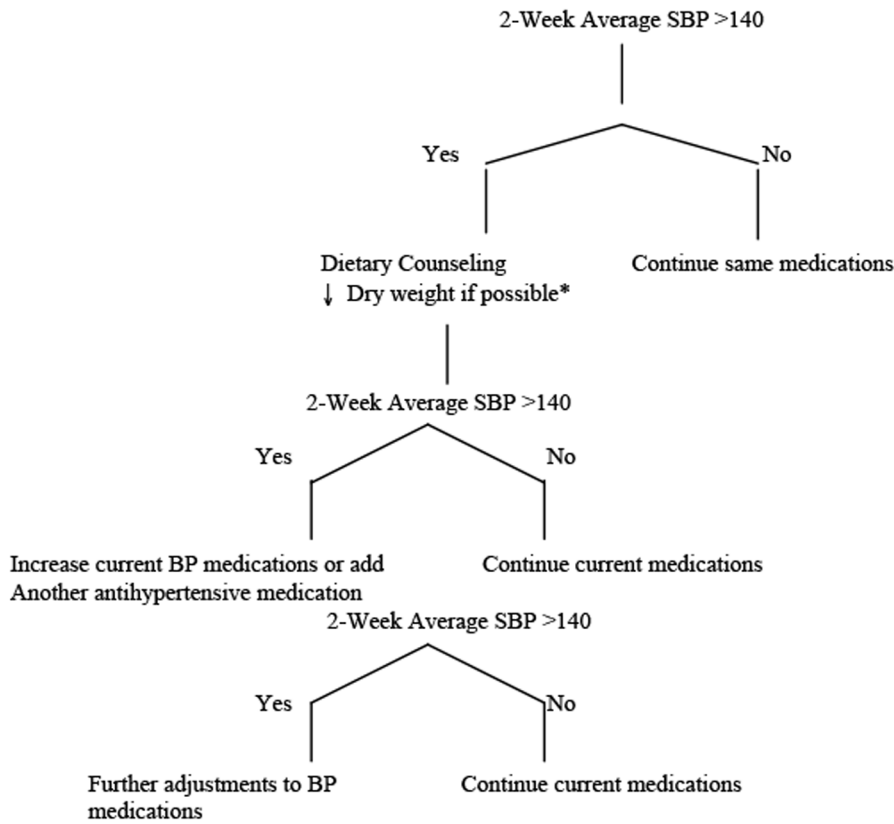 2-Week Average SBP >140
Yes
No
Dietary Counseling
↓ Dry weight if possible*
Continue same medications
2-Week Average SBP >140
Yes
No
Increase current BP medications or add
Another antihypertensive medication
Continue current medications
2-Week Average SBP >140
Yes
No
Further adjustments to BP
medications
Continue current medications